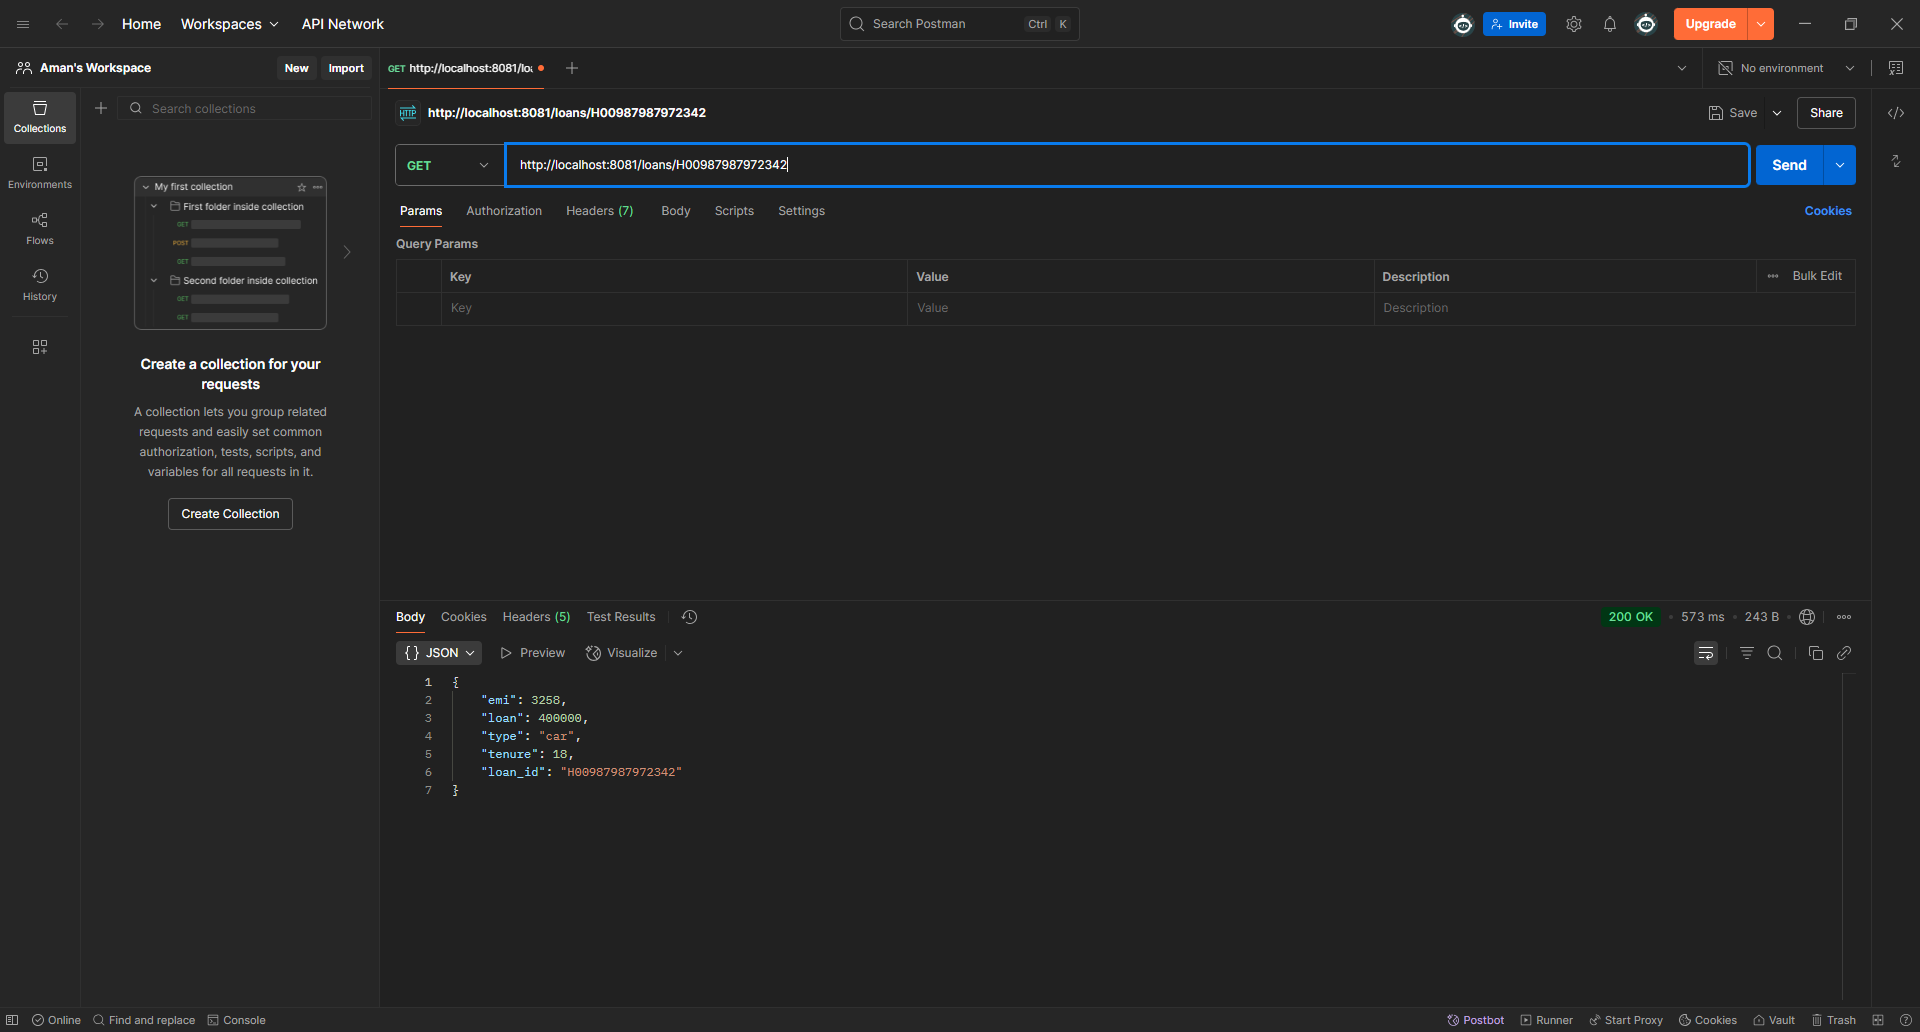 Home Workspaces API Network Search Postman Ctrl K Invite Upgrade
Aman's Workspace New Import GET http://localhost:8081/loa No environment
Collections
Search collections
http://localhost:8081/loans/H00987987972342 Save Share
HTTP
GET http://localhost:8081/loans/H00987987972342 Send
Environments
Flows
History
My first collection
First folder inside collection
GET
POST
GET
Second folder inside collection
GET
GET
Create a collection for your
requests
A collection lets you group related
requests and easily set common
authorization, tests, scripts, and
variables for all requests in it.
Create Collection
Params Authorization Headers (7) Body Scripts Settings Cookies
Query Params
Key Value Description Bulk Edit
Key Value Description
Body Cookies Headers (5) Test Results 200 OK 573 ms 243 B
{} JSON Preview Visualize
1 {
2 "emi": 3258,
3 "loan": 400000,
4 "type": "car",
5 "tenure": 18,
6 "loan_id": "H00987987972342"
7 }
Online Find and replace Console Postbot Runner Start Proxy Cookies Vault Trash